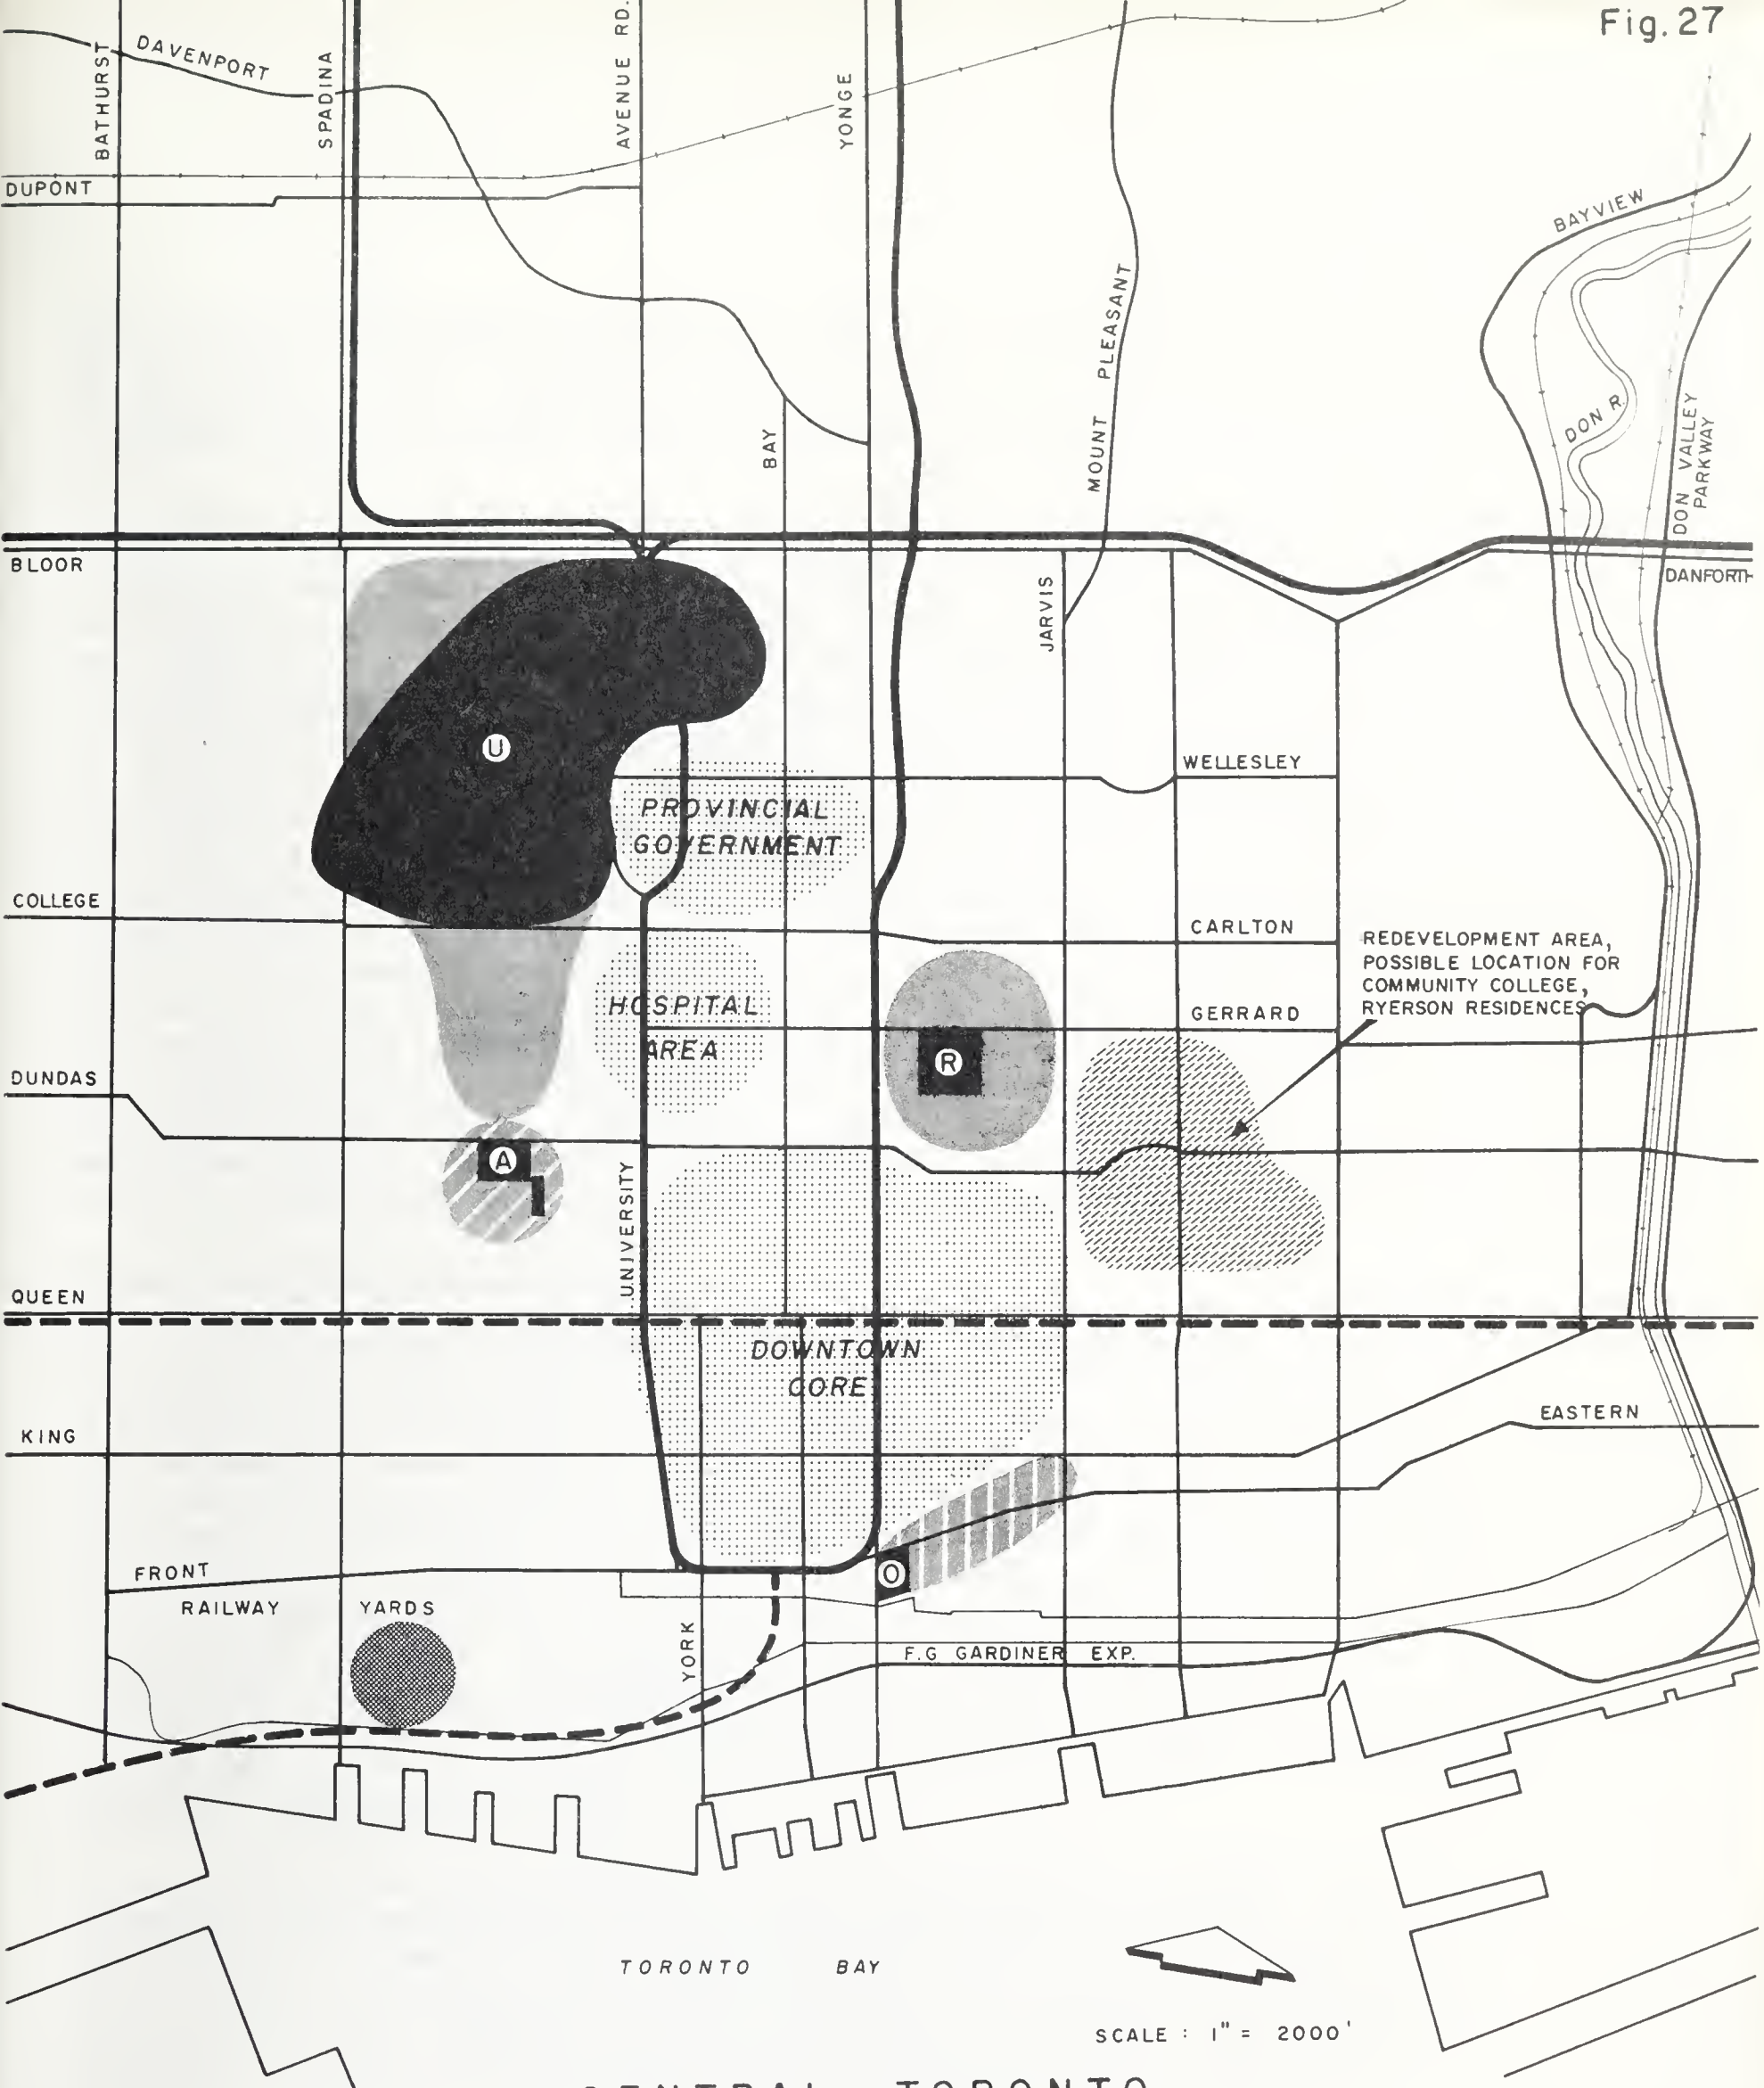 Fig. 27
BATHURST
DAVENPORT
SPADINA
AVENUE RD.
YONGE
DUPONT
BAYVIEW
MOUNT PLEASANT
DON R.
DON VALLEY
PARKWAY
BAY
BLOOR
DANFORTH
JARVIS
U
WELLESLEY
PROVINCIAL
GOVERNMENT
COLLEGE
CARLTON
REDEVELOPMENT AREA,
POSSIBLE LOCATION FOR
COMMUNITY COLLEGE,
RYERSON RESIDENCES
HOSPITAL
AREA
GERRARD
R
DUNDAS
A
UNIVERSITY
QUEEN
DOWNTOWN
CORE
KING
EASTERN
FRONT
O
RAILWAY YARDS
YORK
F.G GARDINER EXP.
TORONTO BAY
SCALE : 1" = 2000'
CENTRAL TORONTO